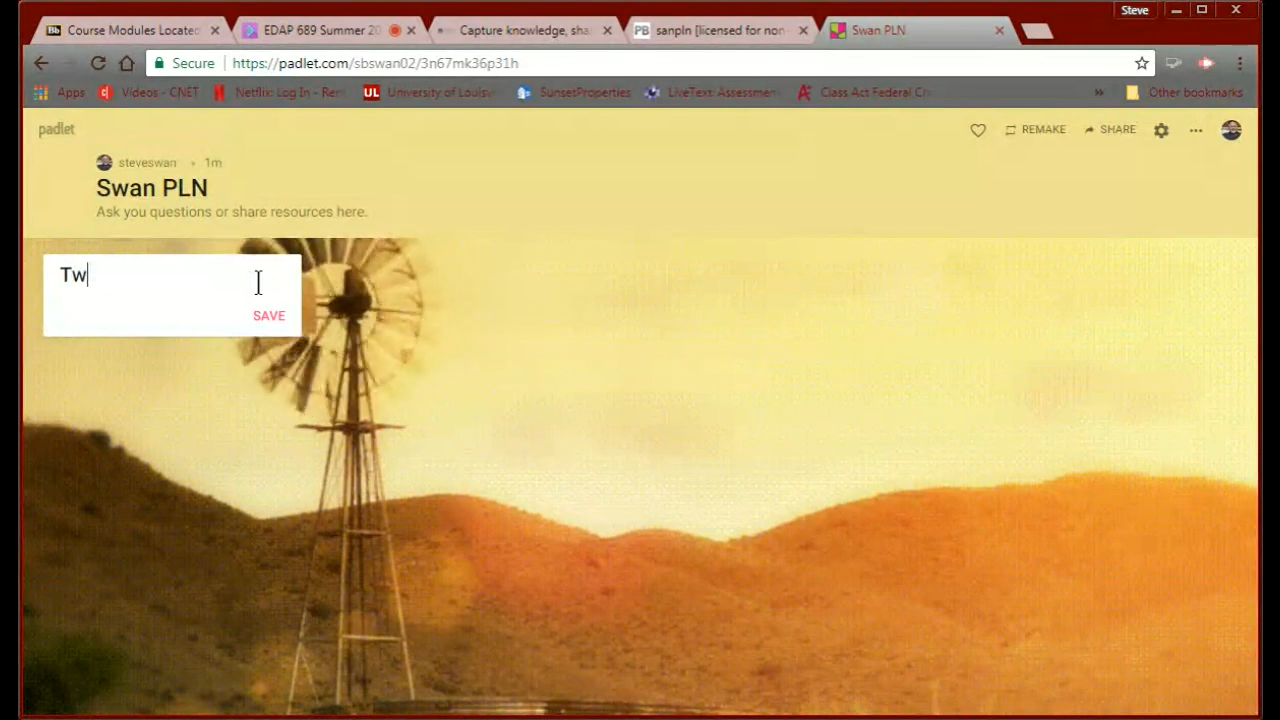 Steve
Course Modules Located
EDAP 689 Summer 20
Capture knowledge, sha
PB sanpln [licensed for non
Swan PLN
Secure https://padlet.com/sbswan02/3n67mk36p31h
Apps Videos - CNET Netflix: Log In - Ren UL University of Louisv SunsetProperties LiveText: Assessmen Class Act Federal Cr » Other bookmarks
padlet REMAKE SHARE
steveswan • 1m
Swan PLN
Ask you questions or share resources here.
Tw
SAVE